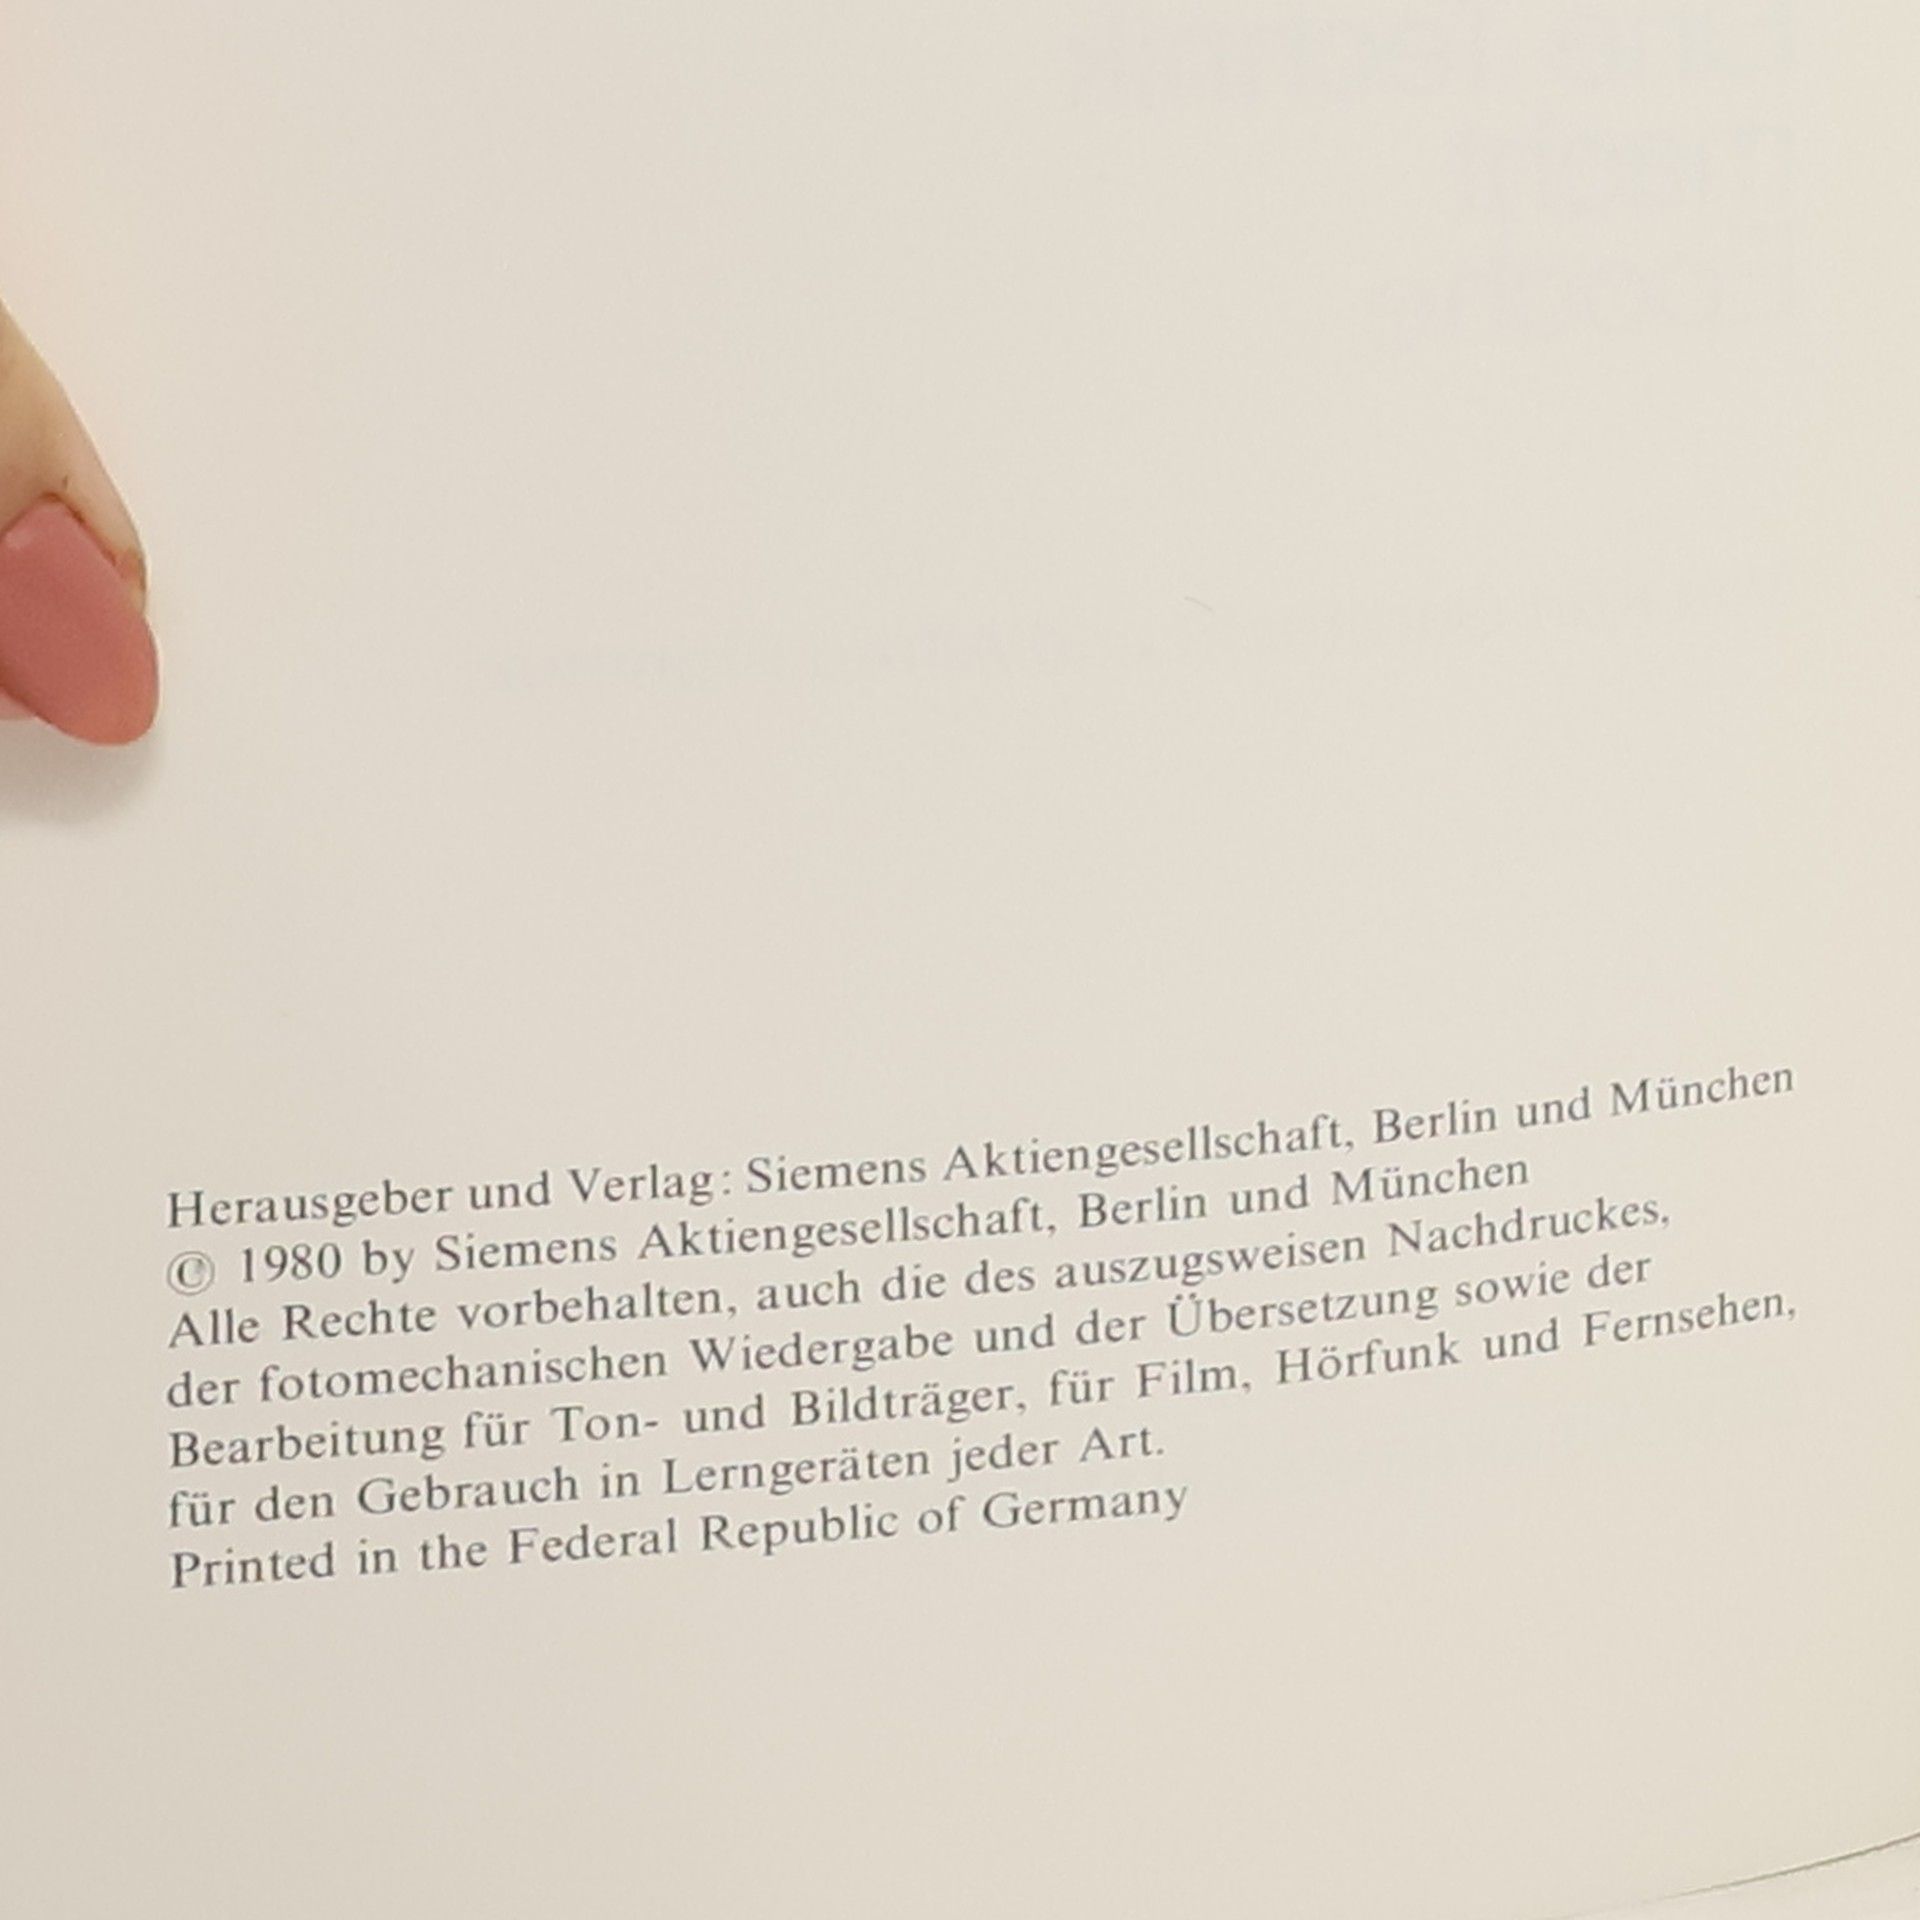 Herausgeber und Verlag: Siemens Aktiengesellschaft, Berlin und München
© 1980 by Siemens Aktiengesellschaft, Berlin und München
Alle Rechte vorbehalten, auch die des auszugsweisen Nachdruckes,
der fotomechanischen Wiedergabe und der Übersetzung sowie der
Bearbeitung für Ton- und Bildträger, für Film, Hörfunk und Fernsehen,
für den Gebrauch in Lerngeräten jeder Art.
Printed in the Federal Republic of Germany